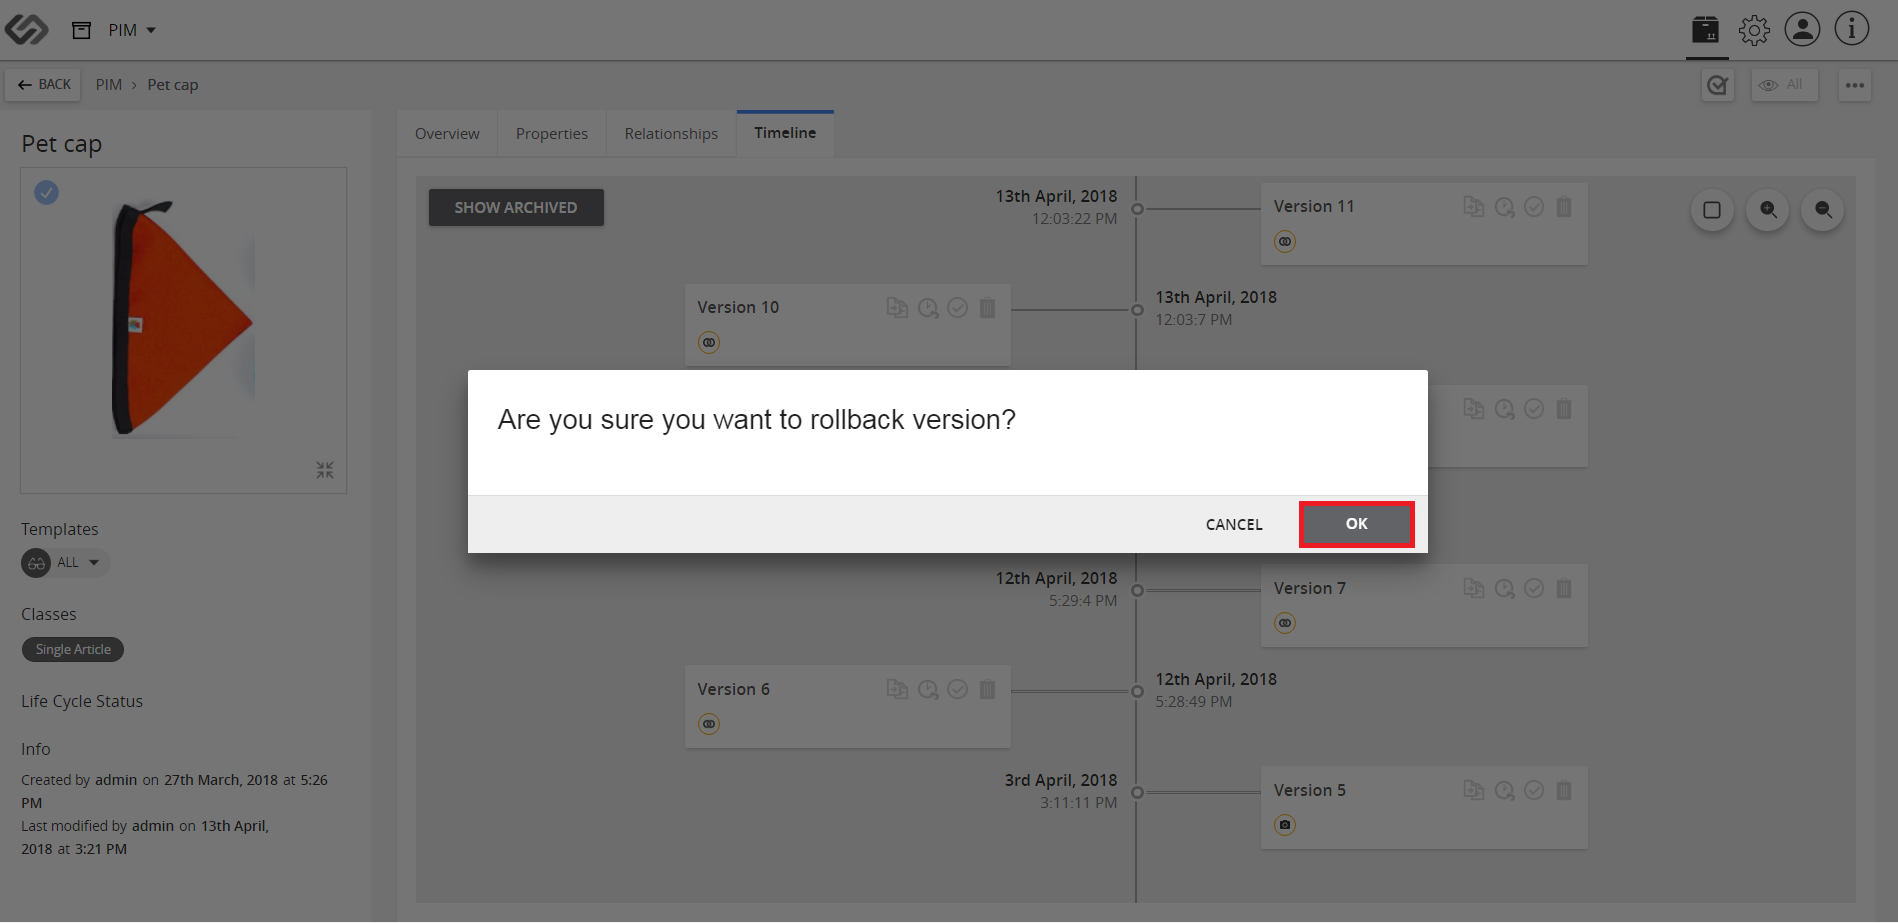 PIM
BACK PIM › Pet cap
All
Pet cap
Overview
Properties
Relationships
Timeline
SHOW ARCHIVED
13th April, 2018
12:03:22 PM
Version 11
Version 10
13th April, 2018
12:03:7 PM
Are you sure you want to rollback version?
CANCEL
OK
12th April, 2018
5:29:4 PM
Version 7
Version 6
12th April, 2018
5:28:49 PM
3rd April, 2018
3:11:11 PM
Version 5
Templates
ALL
Classes
Single Article
Life Cycle Status
Info
Created by admin on 27th March, 2018 at 5:26
PM
Last modified by admin on 13th April,
2018 at 3:21 PM